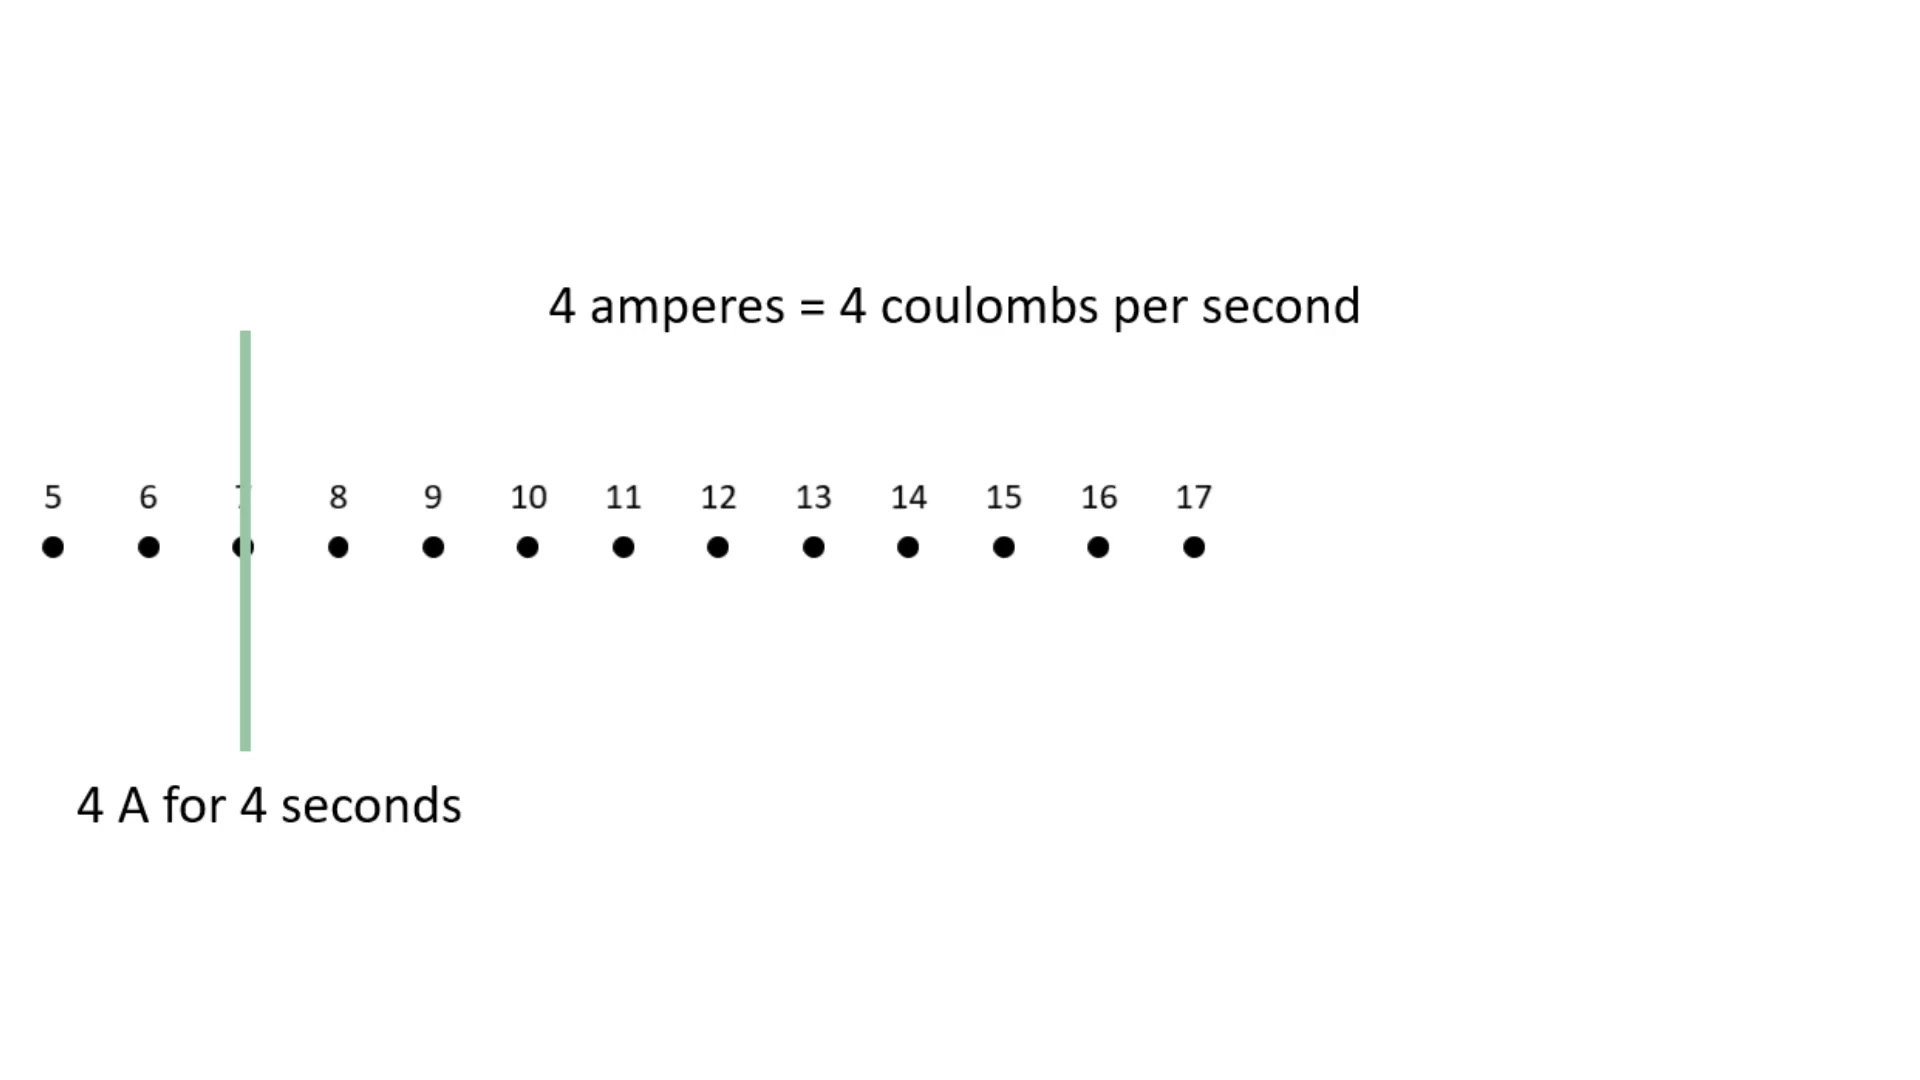 4 amperes = 4 coulombs per second
5 6 7 8 9 10 11 12 13 14 15 16 17
4 A for 4 seconds